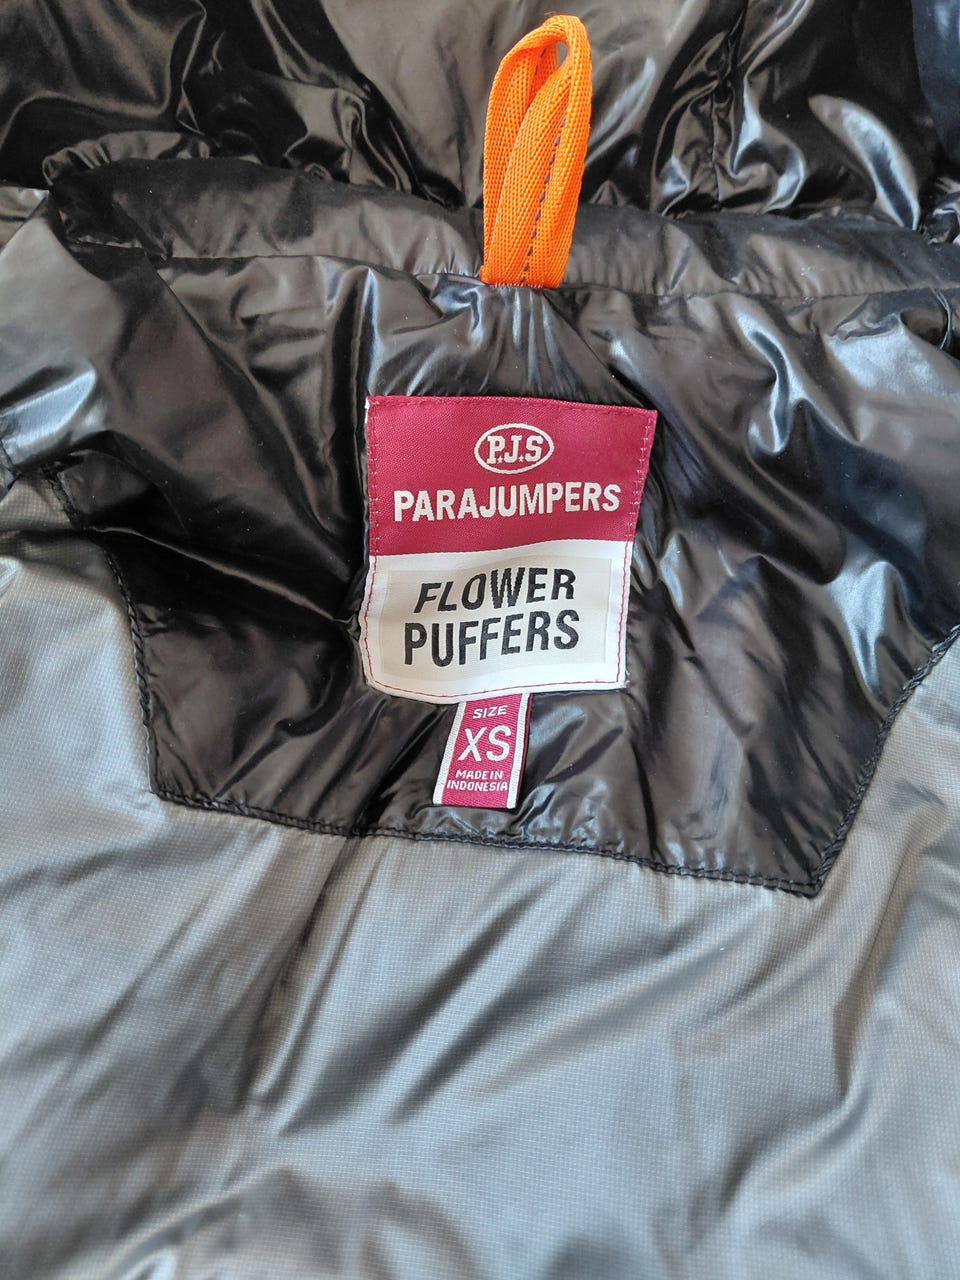 P.J.S
PARAJUMPERS
FLOWER
PUFFERS
SIZE
XS
MADE IN
INDONESIA